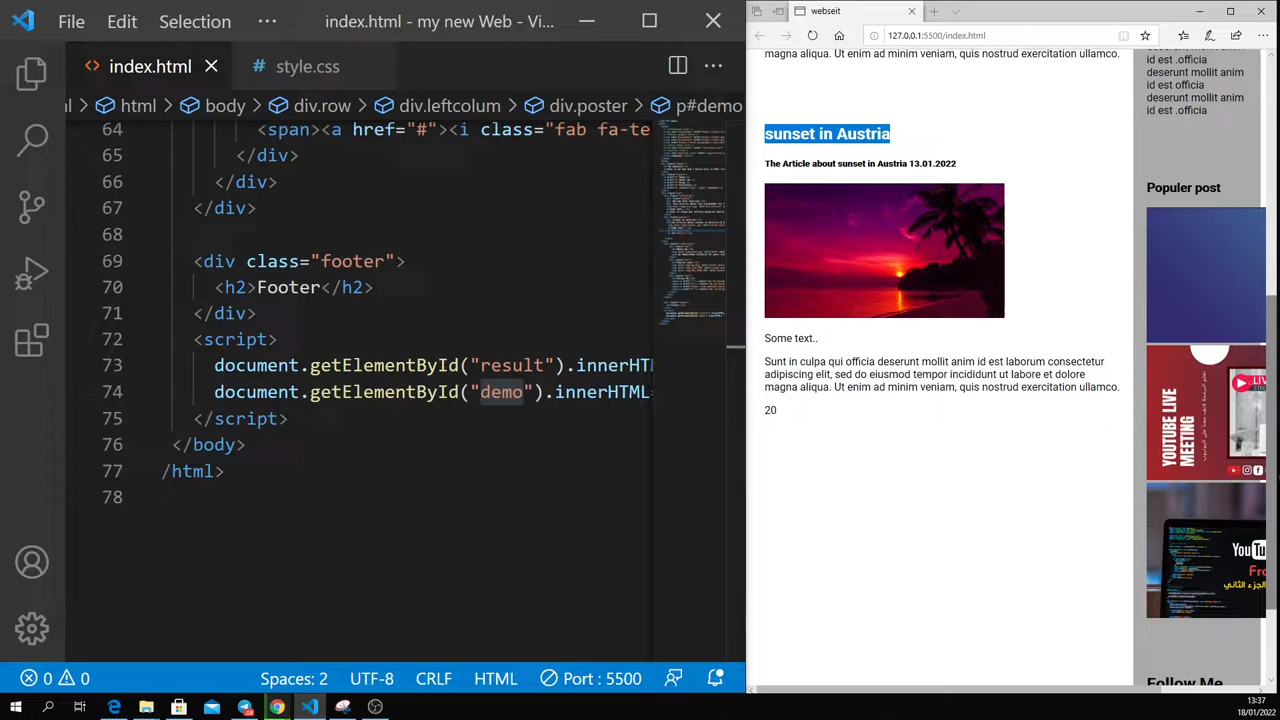 File Edit Selection ··· index.html - my new Web - Vi...
index.html style.css ···
html > body > div.row > div.leftcolum > div.poster > p#demo
64 <span><a href="#"><i class="fab fa-te
65 </div>
66 </div>
67 </div>
68
69 <div class="footer">
70 <h2>Footer</h2>
71 </div>
72 <script>
73 document.getElementById("result").innerHTM
74 document.getElementById("demo").innerHTML
75 </script>
76 </body>
77 /html>
78
0 0 Spaces: 2 UTF-8 CRLF HTML Port : 5500
webseit
127.0.0.1:5500/index.html
magna aliqua. Ut enim ad minim veniam, quis nostrud exercitation ullamco.
sunset in Austria
The Article about sunset in Austria 13.01.2022
Some text..
Sunt in culpa qui officia deserunt mollit anim id est laborum consectetur
adipiscing elit, sed do eiusmod tempor incididunt ut labore et dolore
magna aliqua. Ut enim ad minim veniam, quis nostrud exercitation ullamco.
20
id est .officia
deserunt mollit anim
id est .officia
deserunt mollit anim
id est .officia
Populer post
LIV
YOUTUBE LIVE
MEETING
You
Fro
الجزء الثاني
Follow Me
13:37
18/01/2022